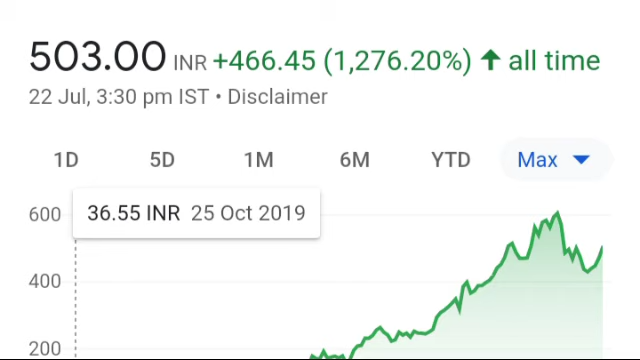 503.00 INR +466.45 (1,276.20%) ↑ all time
22 Jul, 3:30 pm IST • Disclaimer
1D 5D 1M 6M YTD Max
36.55 INR 25 Oct 2019
600
400
200